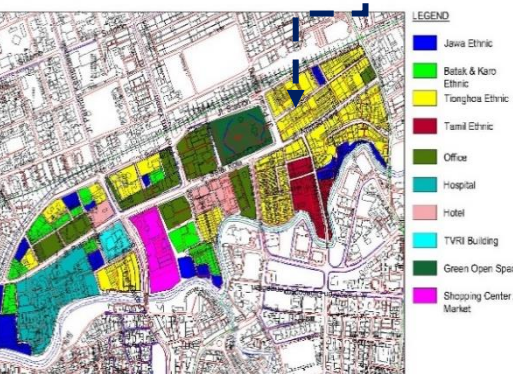 LEGEND
Jawa Ethnic
Batak & Karo
Ethnic
Tionghoa Ethnic
Tamil Ethnic
Office
Hospital
Hotel
TVRI Building
Green Open Spac
Shopping Center
Market